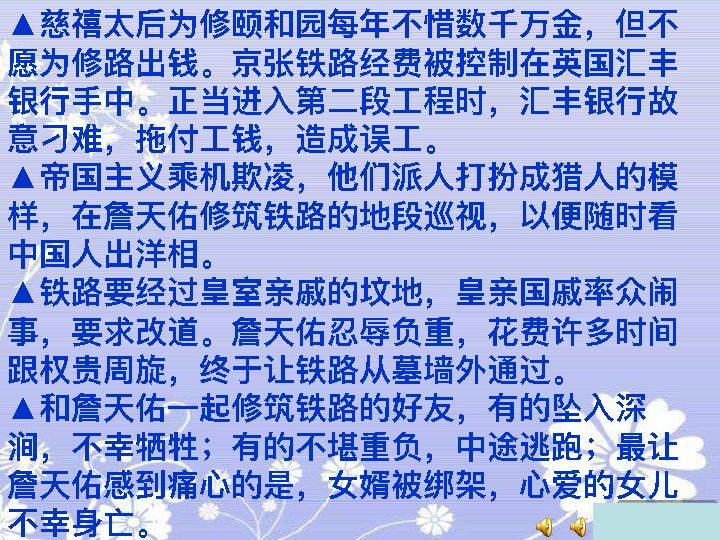 ▲慈禧太后为修颐和园每年不惜数千万金，但不
愿为修路出钱。京张铁路经费被控制在英国汇丰
银行手中。正当进入第二段工程时，汇丰银行故
意刁难，拖付工钱，造成误工。
▲帝国主义乘机欺凌，他们派人打扮成猎人的模
样，在詹天佑修筑铁路的地段巡视，以便随时看
中国人出洋相。
▲铁路要经过皇室亲戚的坟地，皇亲国戚率众闹
事，要求改道。詹天佑忍辱负重，花费许多时间
跟权贵周旋，终于让铁路从墓墙外通过。
▲和詹天佑一起修筑铁路的好友，有的坠入深
涧，不幸牺牲；有的不堪重负，中途逃跑；最让
詹天佑感到痛心的是，女婿被绑架，心爱的女儿
不幸身亡。